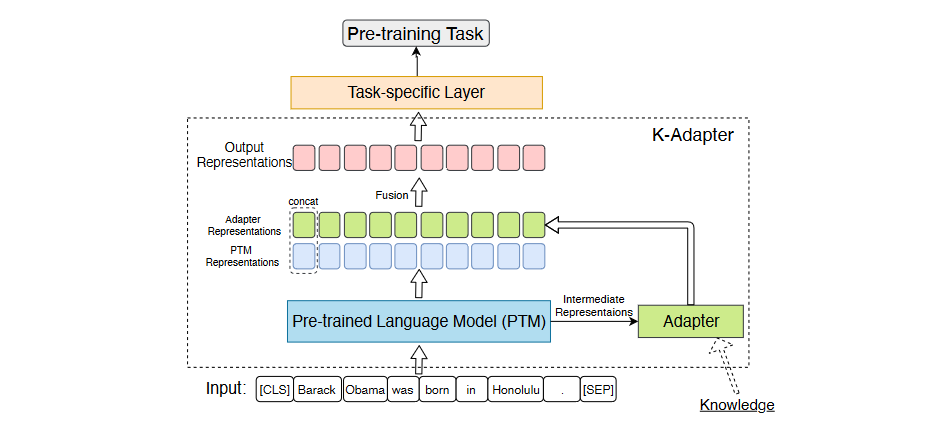 Pre-training Task
Task-specific Layer
K-Adapter
Output
Representations
Fusion
concat
Adapter
Representations
PTM
Representations
Pre-trained Language Model (PTM)
Intermediate
Representaions
Adapter
Input: [CLS] Barack Obama was born in Honolulu . [SEP]
Knowledge